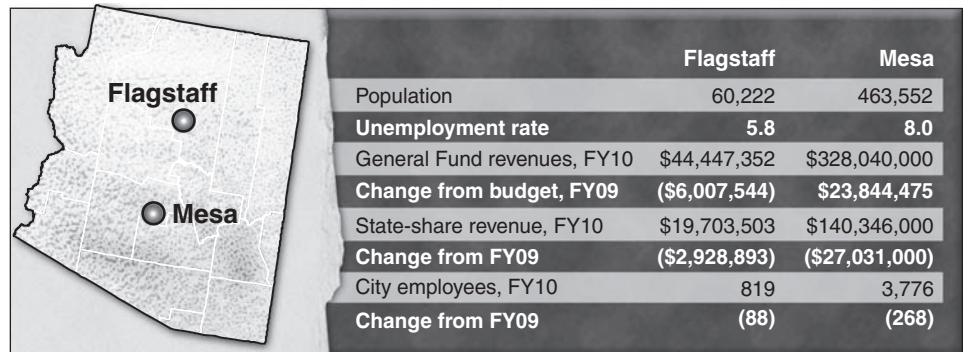 Flagstaff
Mesa
Flagstaff Mesa
Population 60,222 463,552
Unemployment rate 5.8 8.0
General Fund revenues, FY10 $44,447,352 $328,040,000
Change from budget, FY09 ($6,007,544) $23,844,475
State-share revenue, FY10 $19,703,503 $140,346,000
Change from FY09 ($2,928,893) ($27,031,000)
City employees, FY10 819 3,776
Change from FY09 (88) (268)